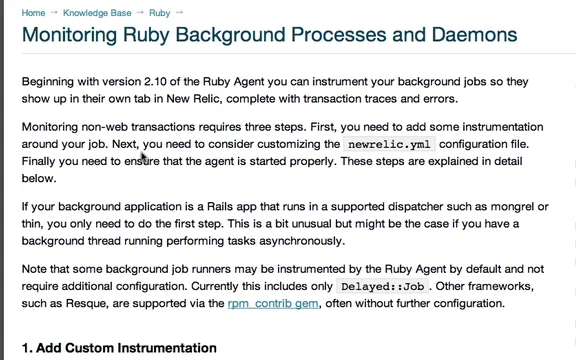 Home → Knowledge Base → Ruby →
Monitoring Ruby Background Processes and Daemons
Beginning with version 2.10 of the Ruby Agent you can instrument your background jobs so they
show up in their own tab in New Relic, complete with transaction traces and errors.
Monitoring non-web transactions requires three steps. First, you need to add some instrumentation
around your job. Next, you need to consider customizing the newrelic.yml configuration file.
Finally you need to ensure that the agent is started properly. These steps are explained in detail
below.
If your background application is a Rails app that runs in a supported dispatcher such as mongrel or
thin, you only need to do the first step. This is a bit unusual but might be the case if you have a
background thread running performing tasks asynchronously.
Note that some background job runners may be instrumented by the Ruby Agent by default and not
require additional configuration. Currently this includes only Delayed::Job . Other frameworks,
such as Resque, are supported via the rpm_contrib gem, often without further configuration.
1. Add Custom Instrumentation